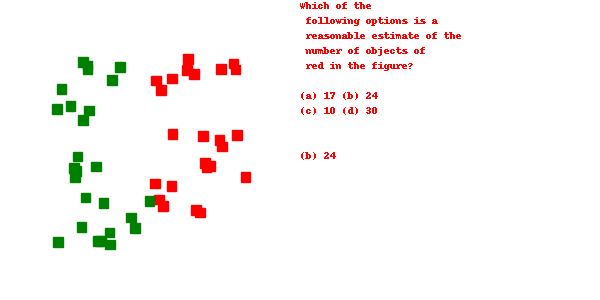 Which of the
following options is a
reasonable estimate of the
number of objects of
red in the figure?
(a) 17 (b) 24
(c) 10 (d) 30
(b) 24